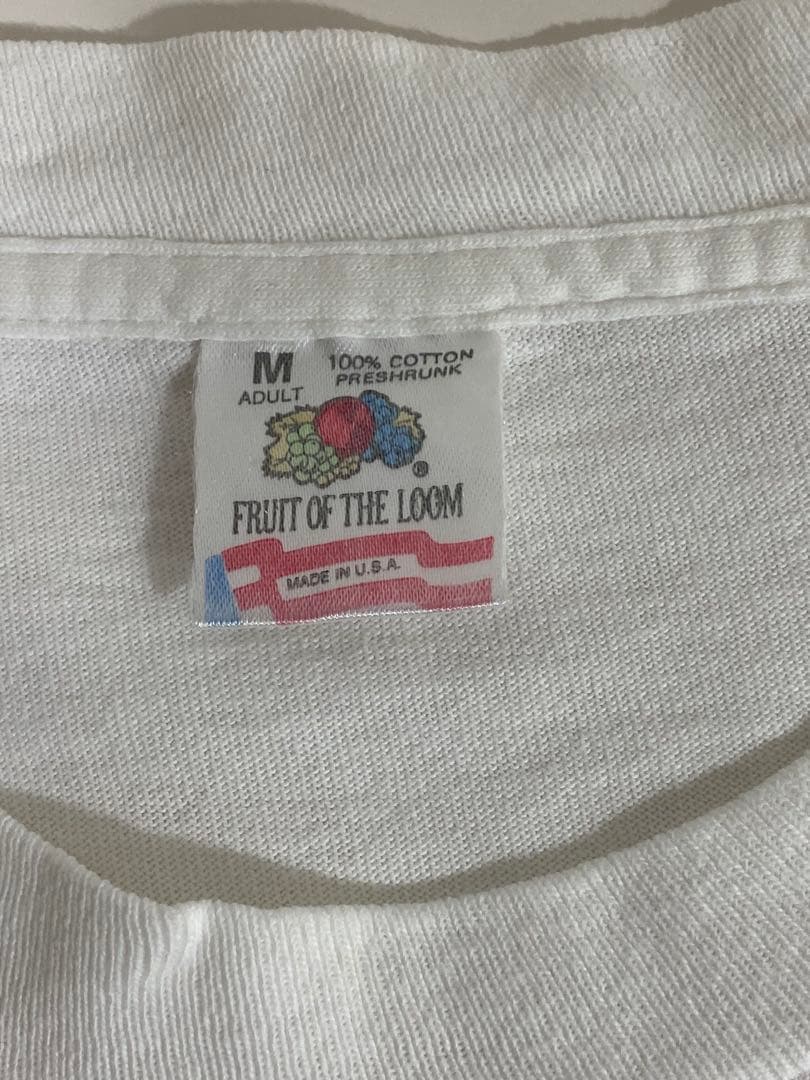 M
ADULT
100% COTTON
PRESHRUNK
®
FRUIT OF THE LOOM
MADE IN U.S.A.